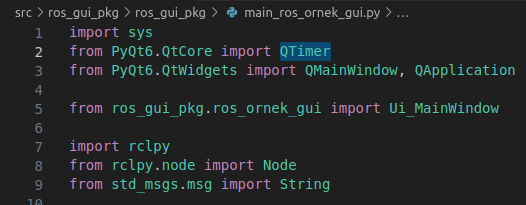 src > ros_gui_pkg > ros_gui_pkg > main_ros_ornek_gui.py > ...
1 import sys
2 from PyQt6.QtCore import QTimer
3 from PyQt6.QtWidgets import QMainWindow, QApplication
4
5 from ros_gui_pkg.ros_ornek_gui import Ui_MainWindow
6
7 import rclpy
8 from rclpy.node import Node
9 from std_msgs.msg import String